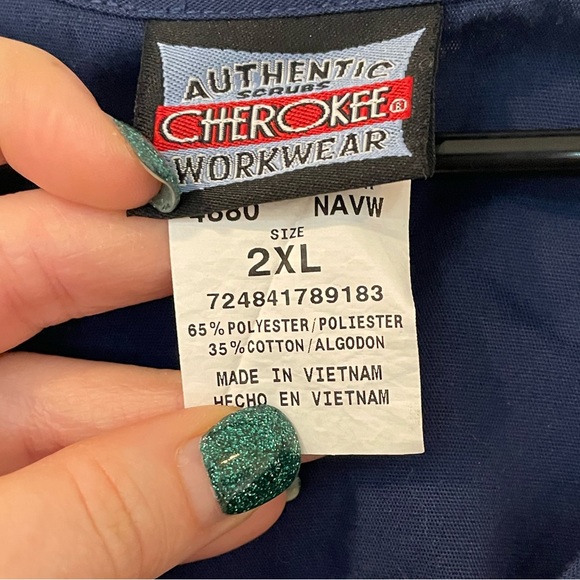 AUTHENTIC
SCRUBS
CHEROKEE®
WORKWEAR
NAVW
SIZE
2XL
724841789183
65% POLYESTER/POLIESTER
35% COTTON/ALGODON
MADE IN VIETNAM
HECHO EN VIETNAM